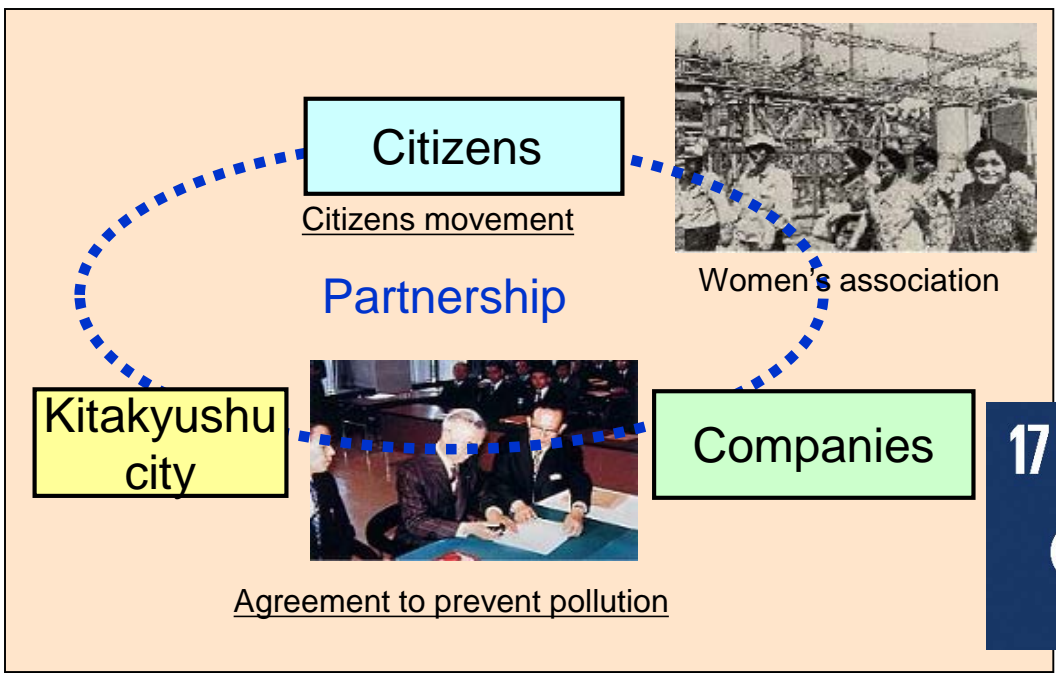 Citizens
Citizens movement
Women's association
Partnership
Kitakyushu
city
Companies
17
Agreement to prevent pollution